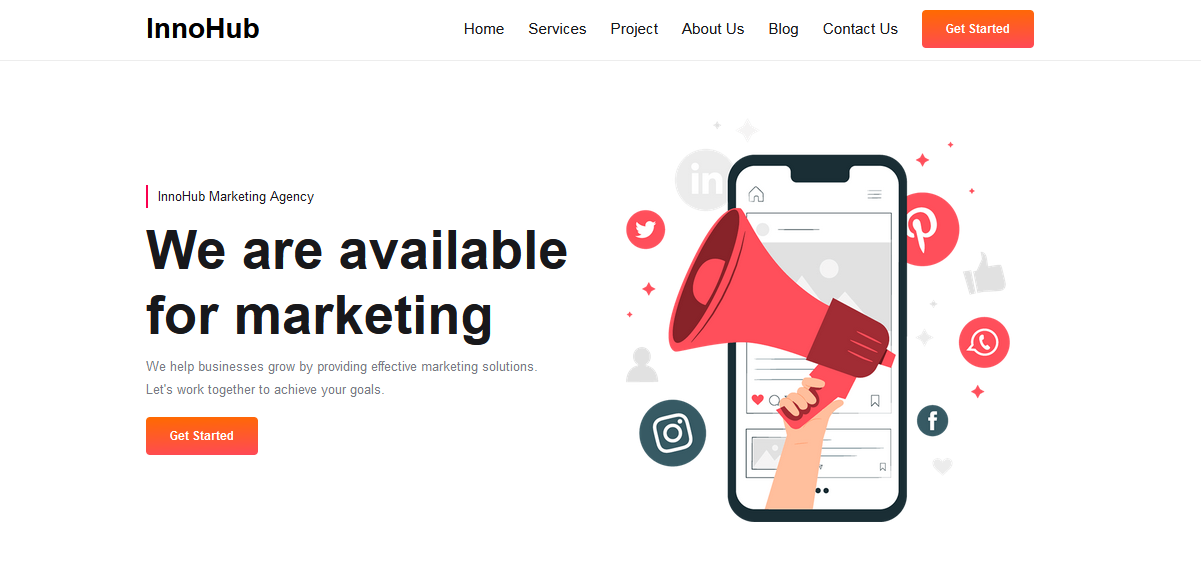 InnoHub
Home Services Project About Us Blog Contact Us Get Started
InnoHub Marketing Agency
We are available
for marketing
We help businesses grow by providing effective marketing solutions.
Let's work together to achieve your goals.
Get Started
in